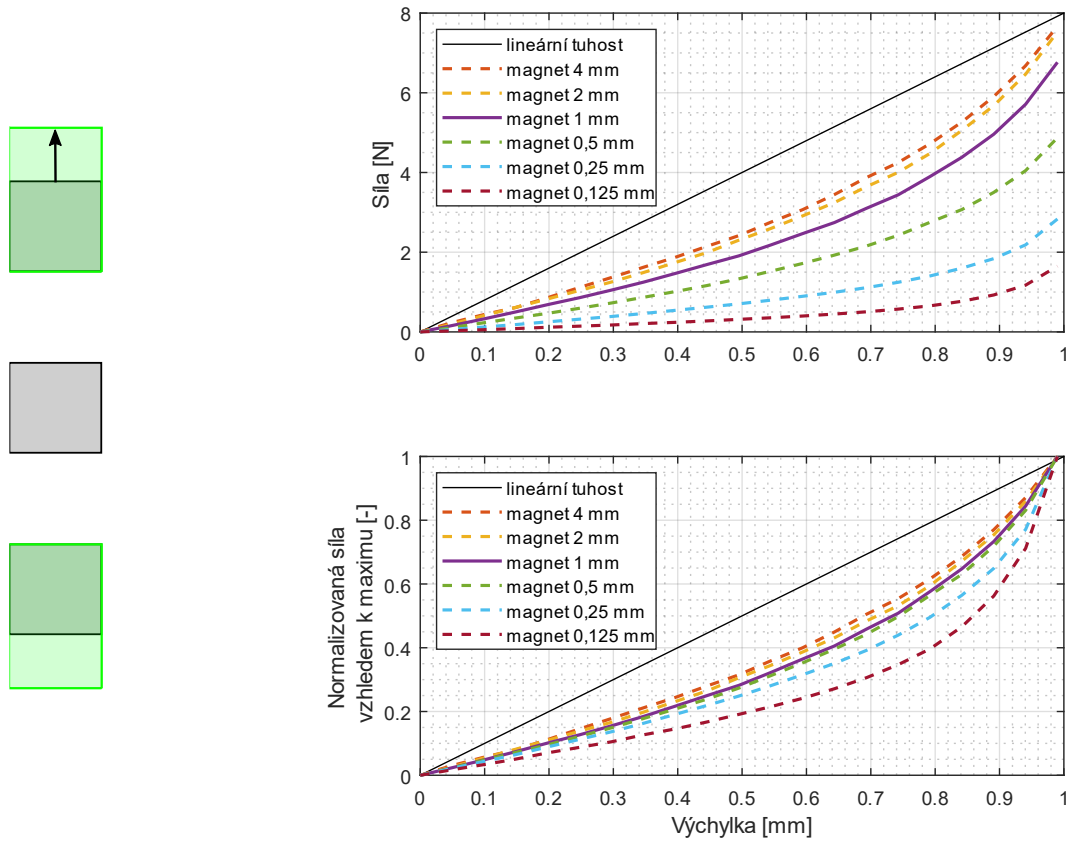 8
6
4
2
0
Síla [N]
lineární tuhost
magnet 4 mm
magnet 2 mm
magnet 1 mm
magnet 0,5 mm
magnet 0,25 mm
magnet 0,125 mm
0 0.1 0.2 0.3 0.4 0.5 0.6 0.7 0.8 0.9 1
1
0.8
0.6
0.4
0.2
0
Normalizovaná síla
vzhledem k maximu [-]
lineární tuhost
magnet 4 mm
magnet 2 mm
magnet 1 mm
magnet 0,5 mm
magnet 0,25 mm
magnet 0,125 mm
0 0.1 0.2 0.3 0.4 0.5 0.6 0.7 0.8 0.9 1
Výchylka [mm]